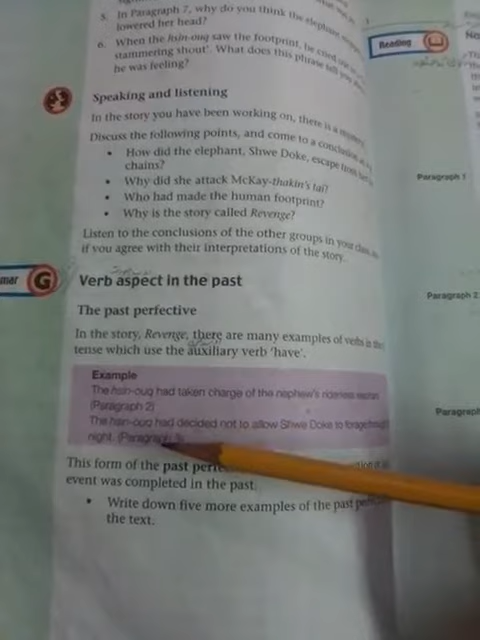 5. In Paragraph 7, why do you think the elephant
lowered her head?
6. When the hsin-ouq saw the footprint, he cried out
stammering shout'. What does this phrase tell you
he was feeling?
Reading
Paragraph 1
Paragraph 2
Paragraph
Speaking and listening
In the story you have been working on, there is a mystery.
Discuss the following points, and come to a conclusion
• How did the elephant, Shwe Doke, escape from her
chains?
• Why did she attack McKay-thakin's taī?
• Who had made the human footprint?
• Why is the story called Revenge?
Listen to the conclusions of the other groups in your class,
if you agree with their interpretations of the story.
G
Verb aspect in the past
The past perfective
In the story, Revenge, there are many examples of verbs in the
tense which use the auxiliary verb 'have'.
Example
The hsin-ouq had taken charge of the nephew's riderless elephant
(Paragraph 2)
The hsin-ouq had decided not to allow Shwe Doke to forage
night. (Paragraph
This form of the past
event was completed in the past.
• Write down five more examples of the past
the text.